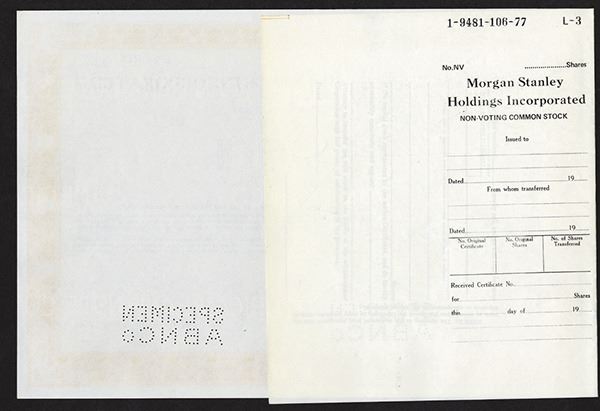 1-9481-106-77 L-3
No. NV ....................Shares
Morgan Stanley
Holdings Incorporated
NON-VOTING COMMON STOCK
Issued to
Dated 19
From whom transferred
Dated 19
No. Original Certificate No. Original Shares No. of Shares Transferred
Received Certificate No.
for Shares
this day of 19
SPECIMEN
ABNCo